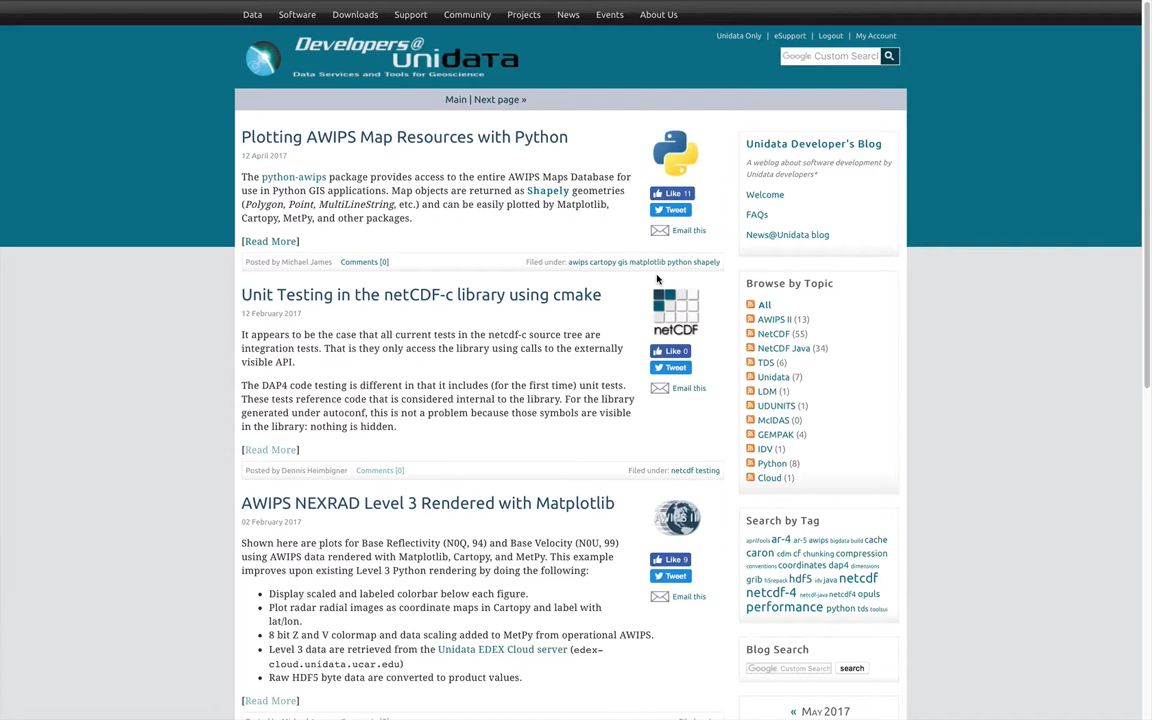 Data Software Downloads Support Community Projects News Events About Us
Unidata Only | eSupport | Logout | My Account
Developers@
unidata
Data Services and Tools for Geoscience
Google Custom Search
Main | Next page »
Plotting AWIPS Map Resources with Python
12 April 2017
The python-awips package provides access to the entire AWIPS Maps Database for
use in Python GIS applications. Map objects are returned as Shapely geometries
(Polygon, Point, MultiLineString, etc.) and can be easily plotted by Matplotlib,
Cartopy, MetPy, and other packages.
[Read More]
Like 11
Tweet
Email this
Posted by Michael James Comments [0] Filed under: awips cartopy gis matplotlib python shapely
Unit Testing in the netCDF-c library using cmake
12 February 2017
It appears to be the case that all current tests in the netcdf-c source tree are
integration tests. That is they only access the library using calls to the externally
visible API.
The DAP4 code testing is different in that it includes (for the first time) unit tests.
These tests reference code that is considered internal to the library. For the library
generated under autoconf, this is not a problem because those symbols are visible
in the library: nothing is hidden.
[Read More]
netCDF
Like 0
Tweet
Email this
Posted by Dennis Heimbigner Comments [0] Filed under: netcdf testing
AWIPS NEXRAD Level 3 Rendered with Matplotlib
02 February 2017
Shown here are plots for Base Reflectivity (N0Q, 94) and Base Velocity (N0U, 99)
using AWIPS data rendered with Matplotlib, Cartopy, and MetPy. This example
improves upon existing Level 3 Python rendering by doing the following:
• Display scaled and labeled colorbar below each figure.
• Plot radar radial images as coordinate maps in Cartopy and label with
lat/lon.
• 8 bit Z and V colormap and data scaling added to MetPy from operational AWIPS.
• Level 3 data are retrieved from the Unidata EDEX Cloud server (edex-
cloud.unidata.ucar.edu)
• Raw HDF5 byte data are converted to product values.
[Read More]
AWIPS II
Like 9
Tweet
Email this
Unidata Developer's Blog
A weblog about software development by
Unidata developers*
Welcome
FAQs
News@Unidata blog
Browse by Topic
All
AWIPS II (13)
NetCDF (55)
NetCDF Java (34)
TDS (6)
Unidata (7)
LDM (1)
UDUNITS (1)
McIDAS (0)
GEMPAK (4)
IDV (1)
Python (8)
Cloud (1)
Search by Tag
aprilfools ar-4 ar-5 awips bigdata build cache
caron cdm cf chunking compression
conventions coordinates dap4 dimensions
grib h5repack hdf5 idv java netcdf
netcdf-4 netcdf-java netcdf4 opuls
performance python tds toolsui
Blog Search
Google Custom Search search
« May 2017